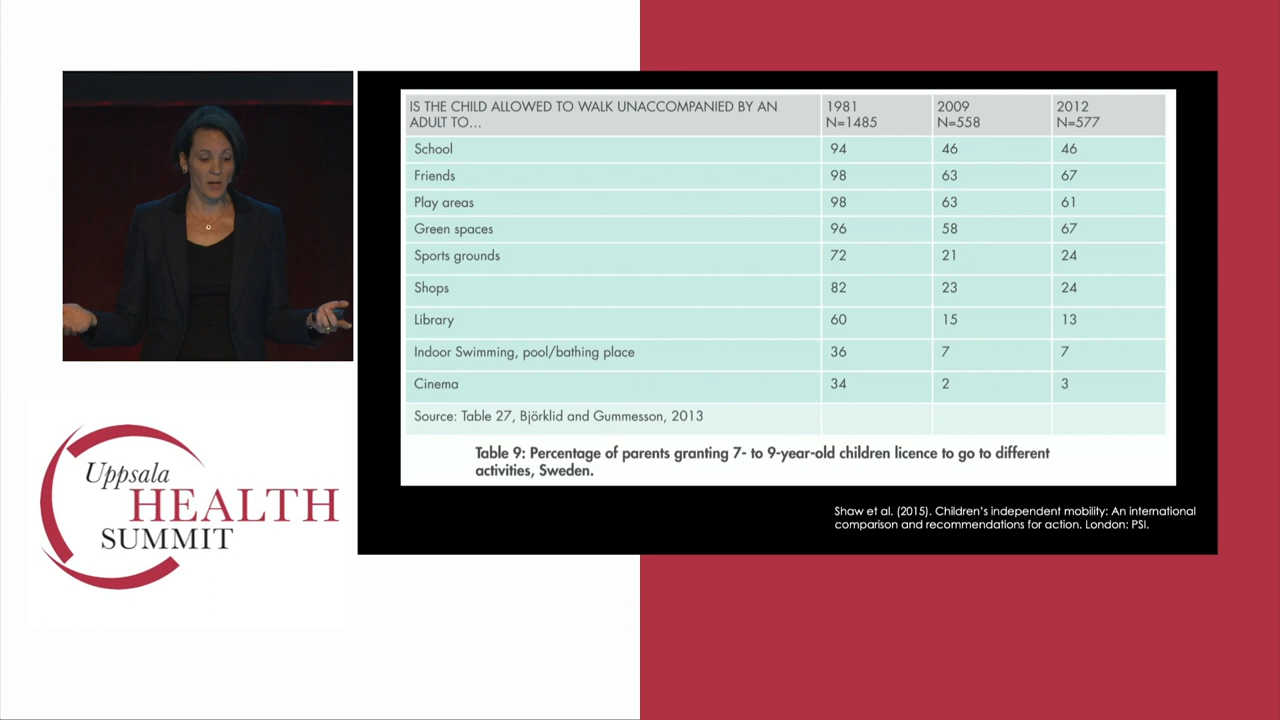 IS THE CHILD ALLOWED TO WALK UNACCOMPANIED BY AN
ADULT TO...
1981
N=1485
2009
N=558
2012
N=577
School 94 46 46
Friends 98 63 67
Play areas 98 63 61
Green spaces 96 58 67
Sports grounds 72 21 24
Shops 82 23 24
Library 60 15 13
Indoor Swimming, pool/bathing place 36 7 7
Cinema 34 2 3
Source: Table 27, Björklid and Gummesson, 2013
Table 9: Percentage of parents granting 7- to 9-year-old children licence to go to different
activities, Sweden.
Shaw et al. (2015). Children's independent mobility: An international
comparison and recommendations for action. London: PSI.
Uppsala
HEALTH
SUMMIT